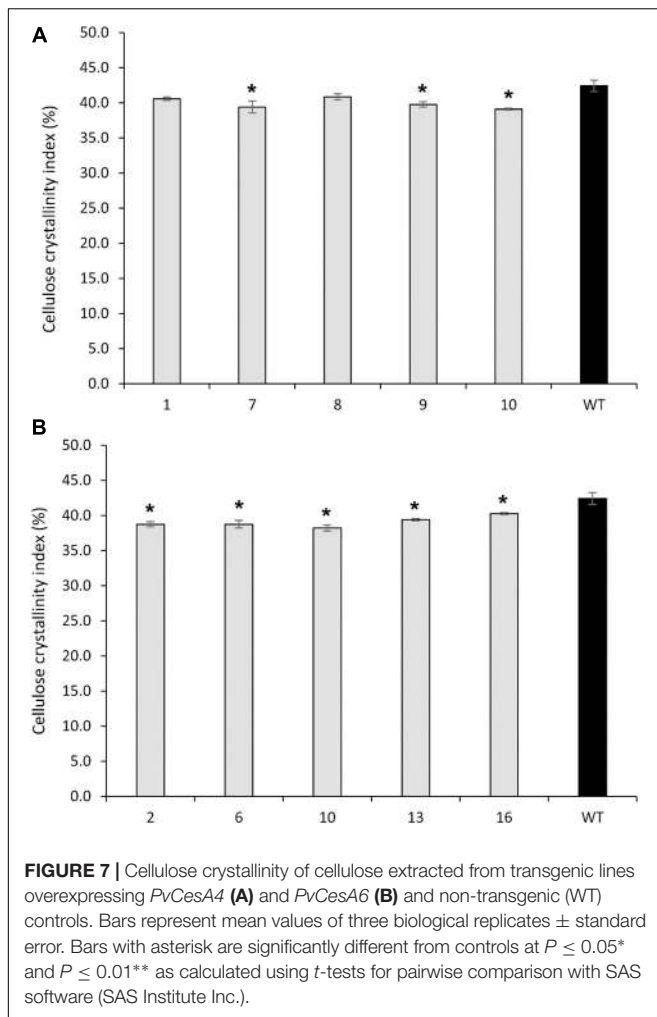 A
50.0
45.0
40.0
35.0
30.0
25.0
20.0
15.0
10.0
5.0
0.0
Cellulose crystallinity index (%)
* * *
1 7 8 9 10 WT
B
50.0
45.0
40.0
35.0
30.0
25.0
20.0
15.0
10.0
5.0
0.0
Cellulose crystallinity index (%)
* * * * *
2 6 10 13 16 WT
FIGURE 7 | Cellulose crystallinity of cellulose extracted from transgenic lines
overexpressing PvCesA4 (A) and PvCesA6 (B) and non-transgenic (WT)
controls. Bars represent mean values of three biological replicates ± standard
error. Bars with asterisk are significantly different from controls at P ≤ 0.05*
and P ≤ 0.01** as calculated using t-tests for pairwise comparison with SAS
software (SAS Institute Inc.).